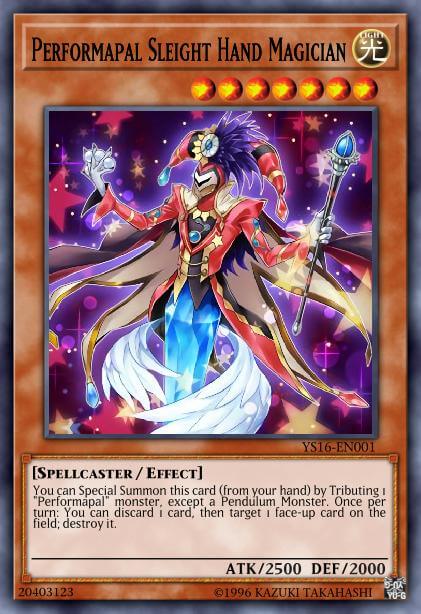 Performapal Sleight Hand Magician
LIGHT
光
YS16-EN001
[Spellcaster / Effect]
You can Special Summon this card (from your hand) by Tributing 1
"Performapal" monster, except a Pendulum Monster. Once per
turn: You can discard 1 card, then target 1 face-up card on
the field; destroy it.
ATK/2500 DEF/2000
20403123
©1996 KAZUKI TAKAHASHI